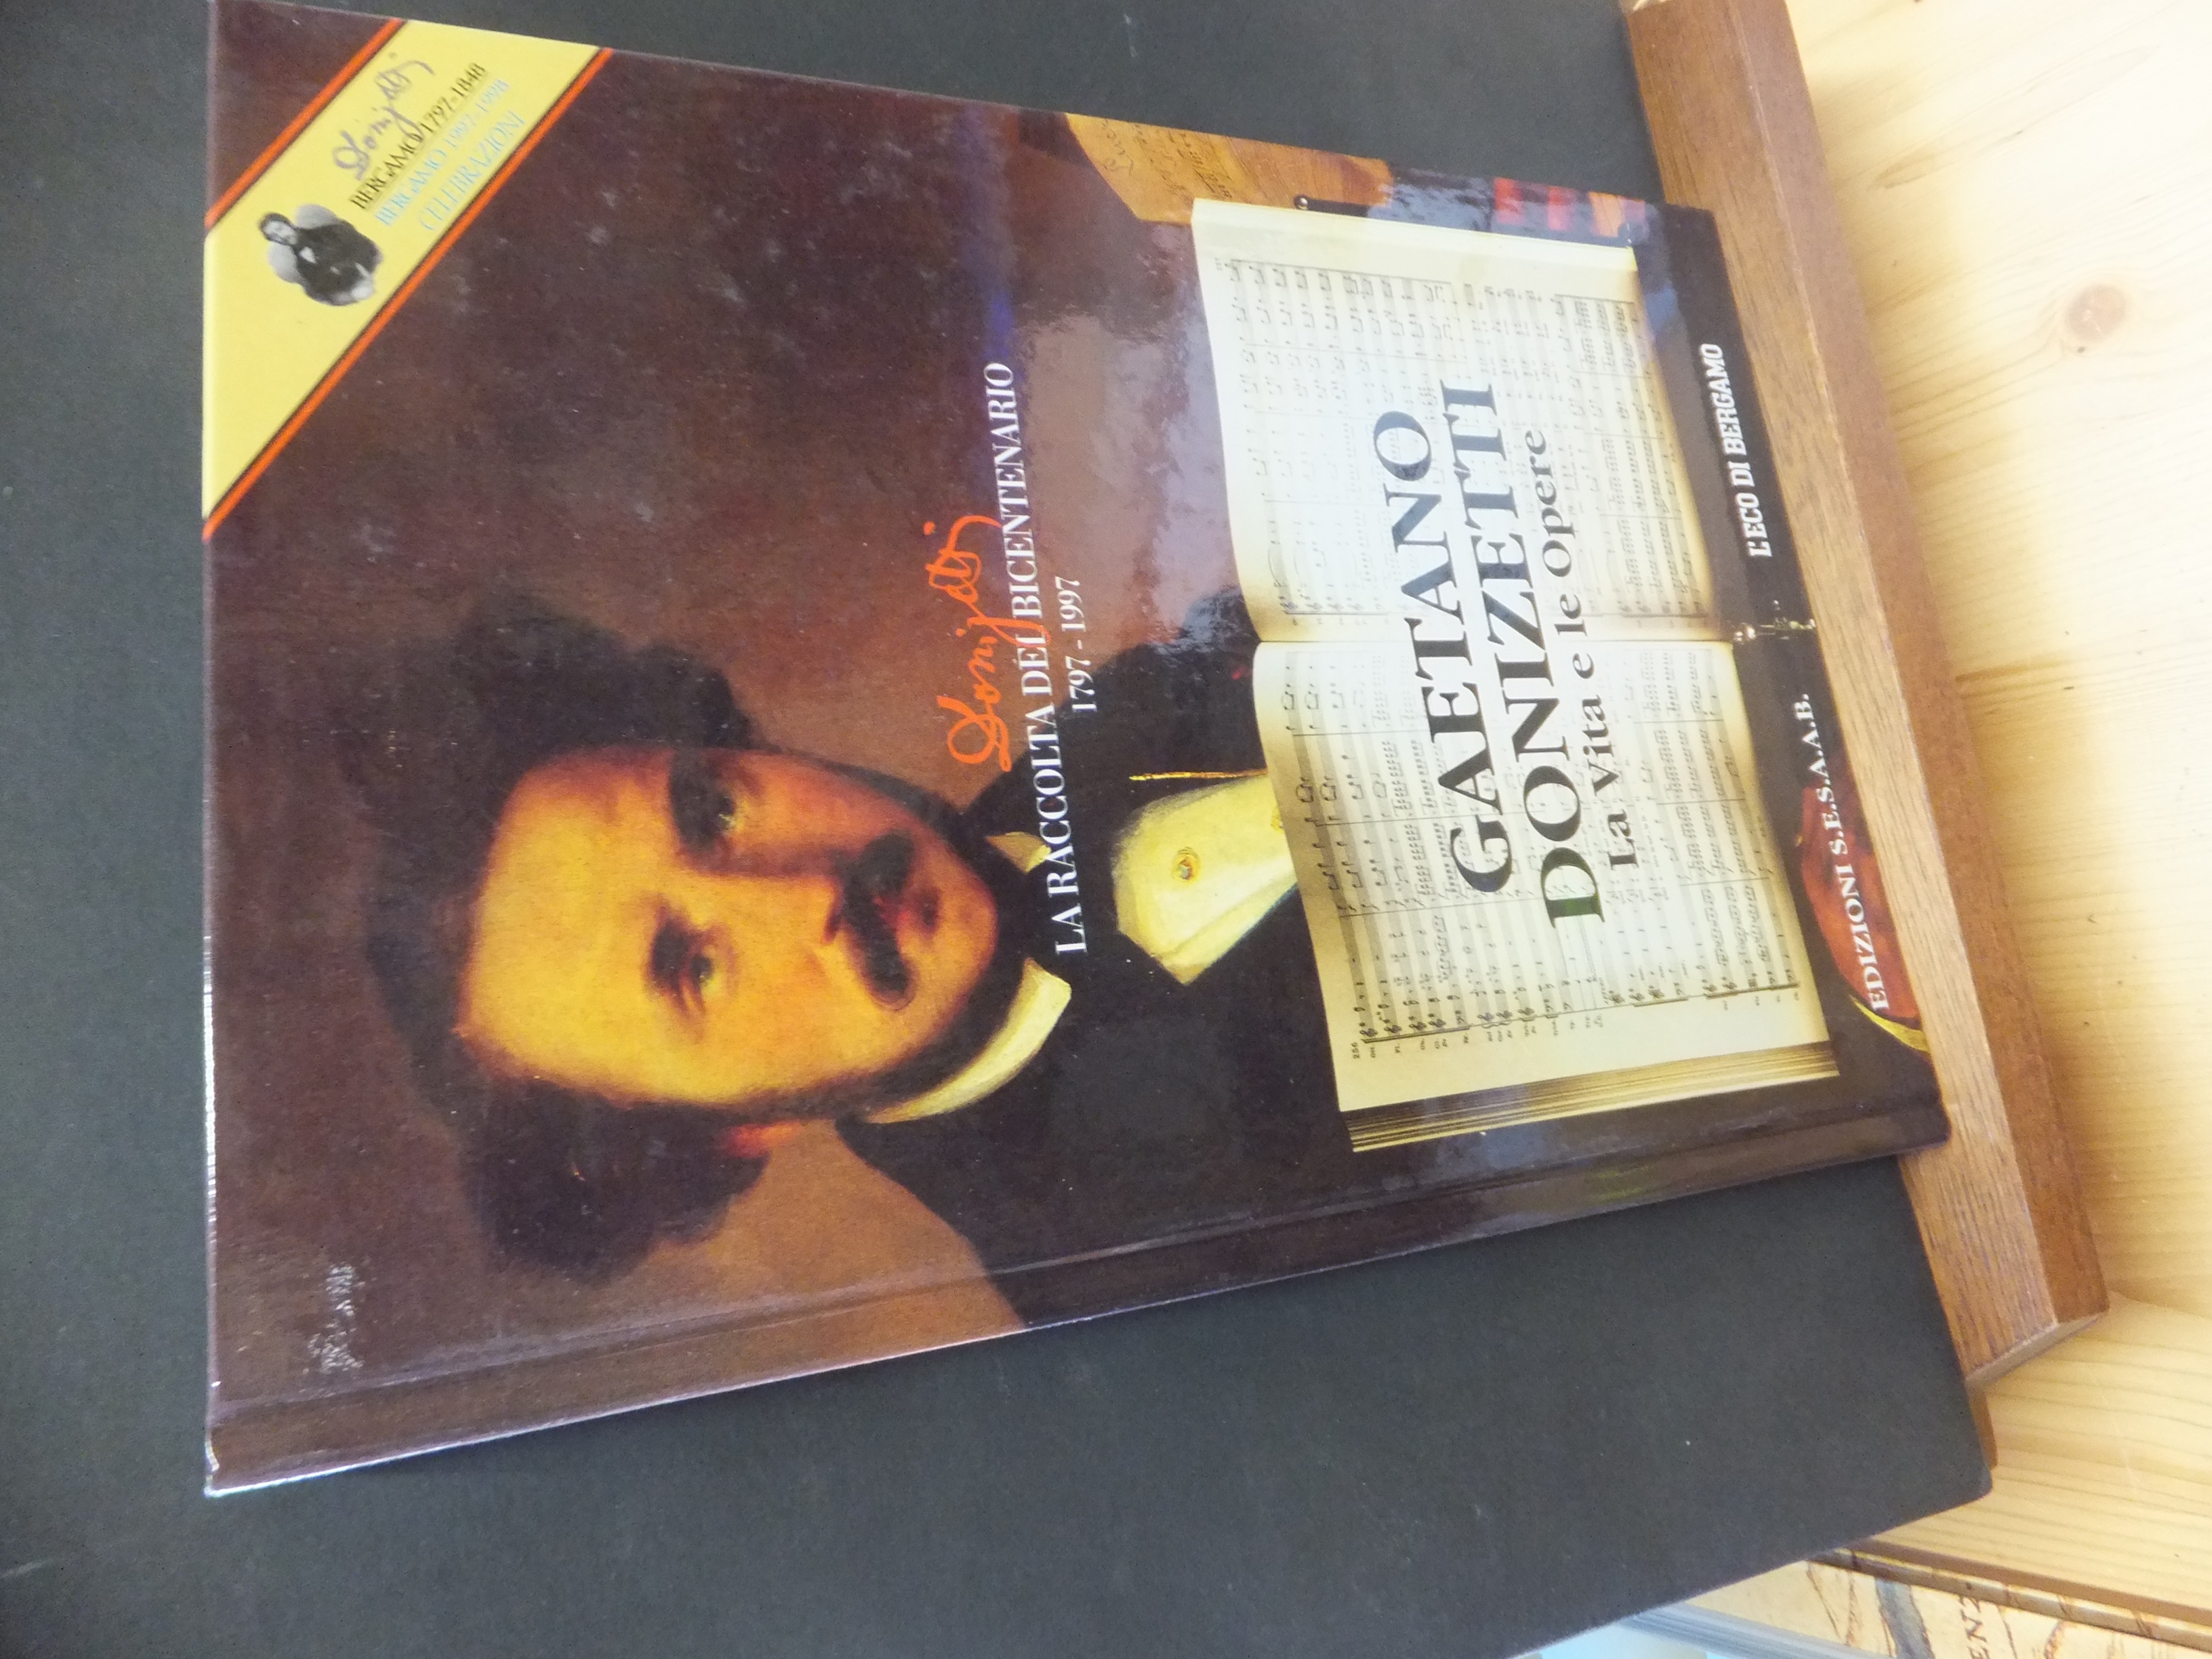 Donizetti
BERGAMO 1797-1848
BERGAMO 1997-1998
CELEBRAZIONI
Donizetti
LA RACCOLTA DEL BICENTENARIO
1797 - 1997
256
GAETANO
DONIZETTI
La Vita e le Opere
EDIZIONI S.E.S.A.A.B.
L'ECO DI BERGAMO